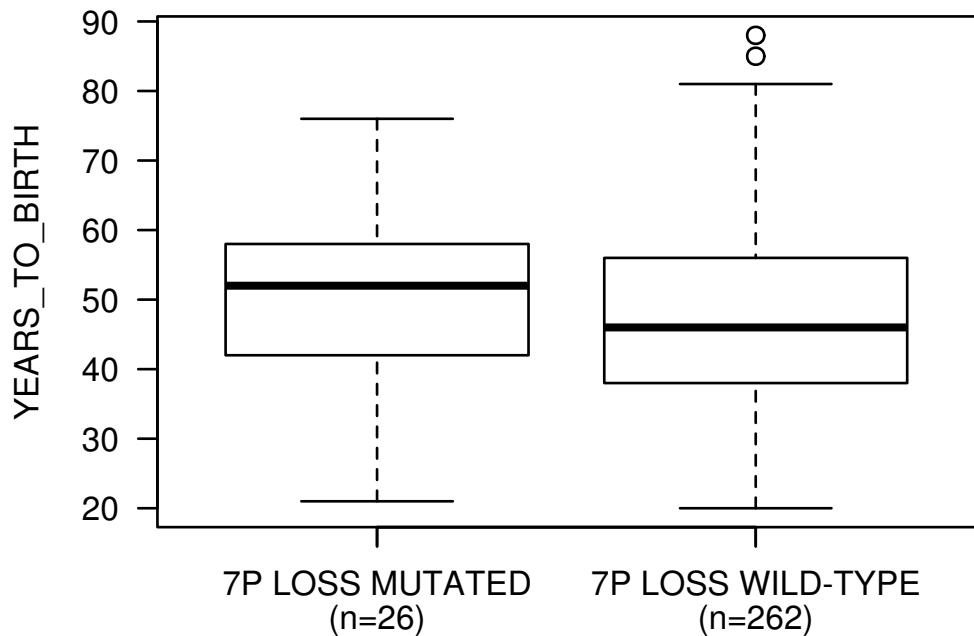 YEARS_TO_BIRTH
90
80
70
60
50
40
30
20
7P LOSS MUTATED
(n=26)
7P LOSS WILD-TYPE
(n=262)